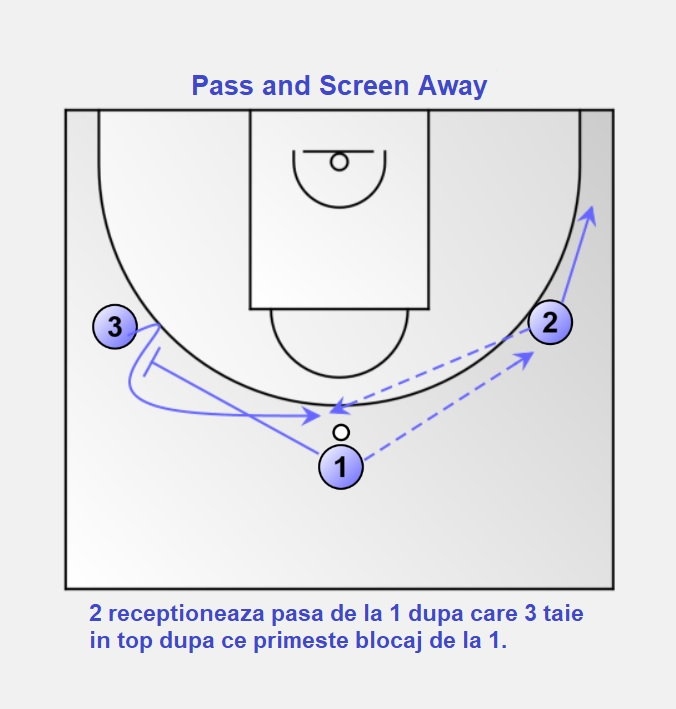 Pass and Screen Away
3
2
1
2 receptioneaza pasa de la 1 dupa care 3 taie
in top dupa ce primeste blocaj de la 1.